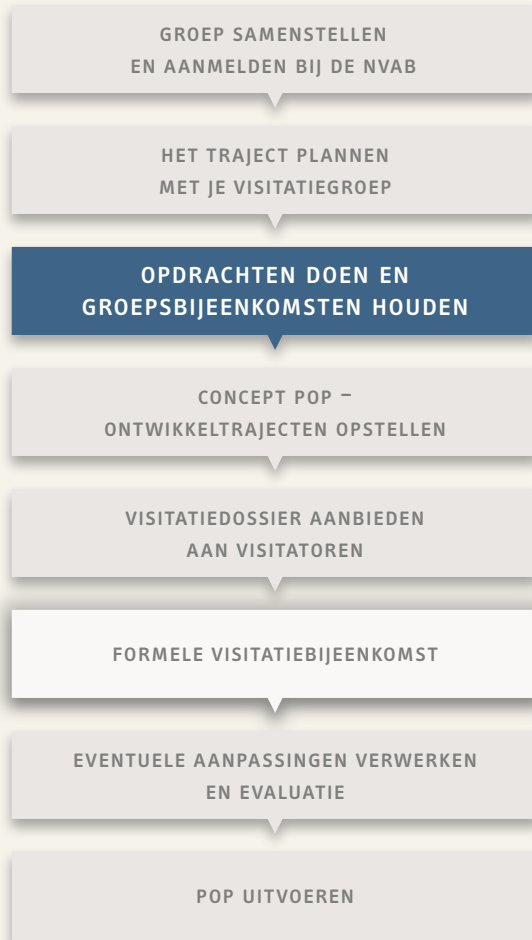 GROEP SAMENSTELLEN
EN AANMELDEN BIJ DE NVAB
HET TRAJECT PLANNEN
MET JE VISITATIEGROEP
OPDRACHTEN DOEN EN
GROEPSBIJEENKOMSTEN HOUDEN
CONCEPT POP –
ONTWIKKELTRAJECTEN OPSTELLEN
VISITATIEDOSSIER AANBIEDEN
AAN VISITATOREN
FORMELE VISITATIEBIJEENKOMST
EVENTUELE AANPASSINGEN VERWERKEN
EN EVALUATIE
POP UITVOEREN